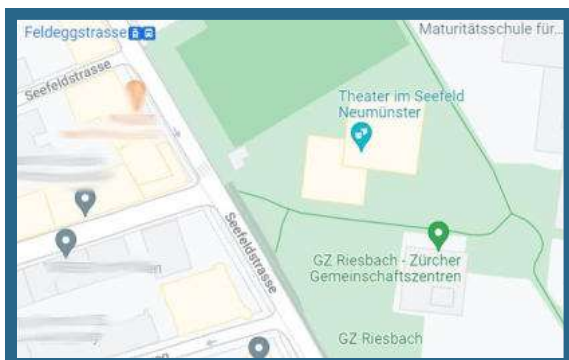 Feldeggstrasse
Maturitätsschule für...
Seefeldstrasse
Theater im Seefeld
Neumünster
Seefeldstrasse
GZ Riesbach - Zürcher
Gemeinschaftszentren
GZ Riesbach